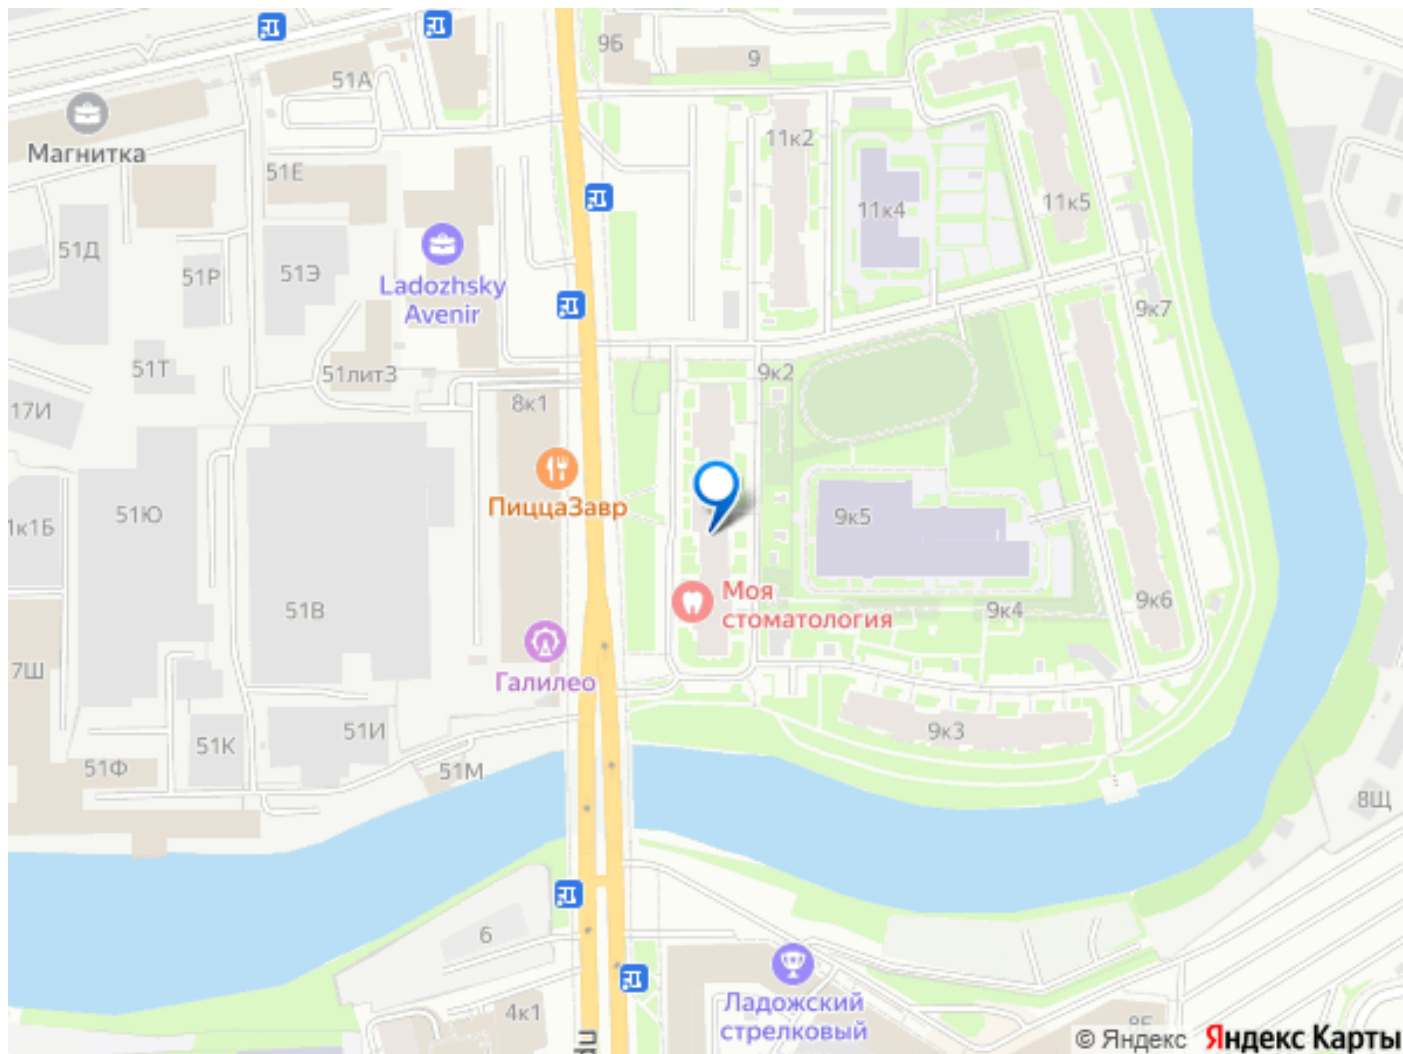 9Б
9
51А
Магнитка
11к2
51Е
11к4
11к5
51Д
51Р
51Э
Ladozhsky
Avenir
9к7
51Т
51лит3
9к2
17И
8к1
ПиццаЗавр
51Ю
9к5
1к1Б
Моя
стоматология
51В
9к4
9к6
7Ш
Галилео
51К
51И
9к3
51Ф
51М
8Щ
6
Ладожский
стрелковый
4к1
© Яндекс Яндекс Карты